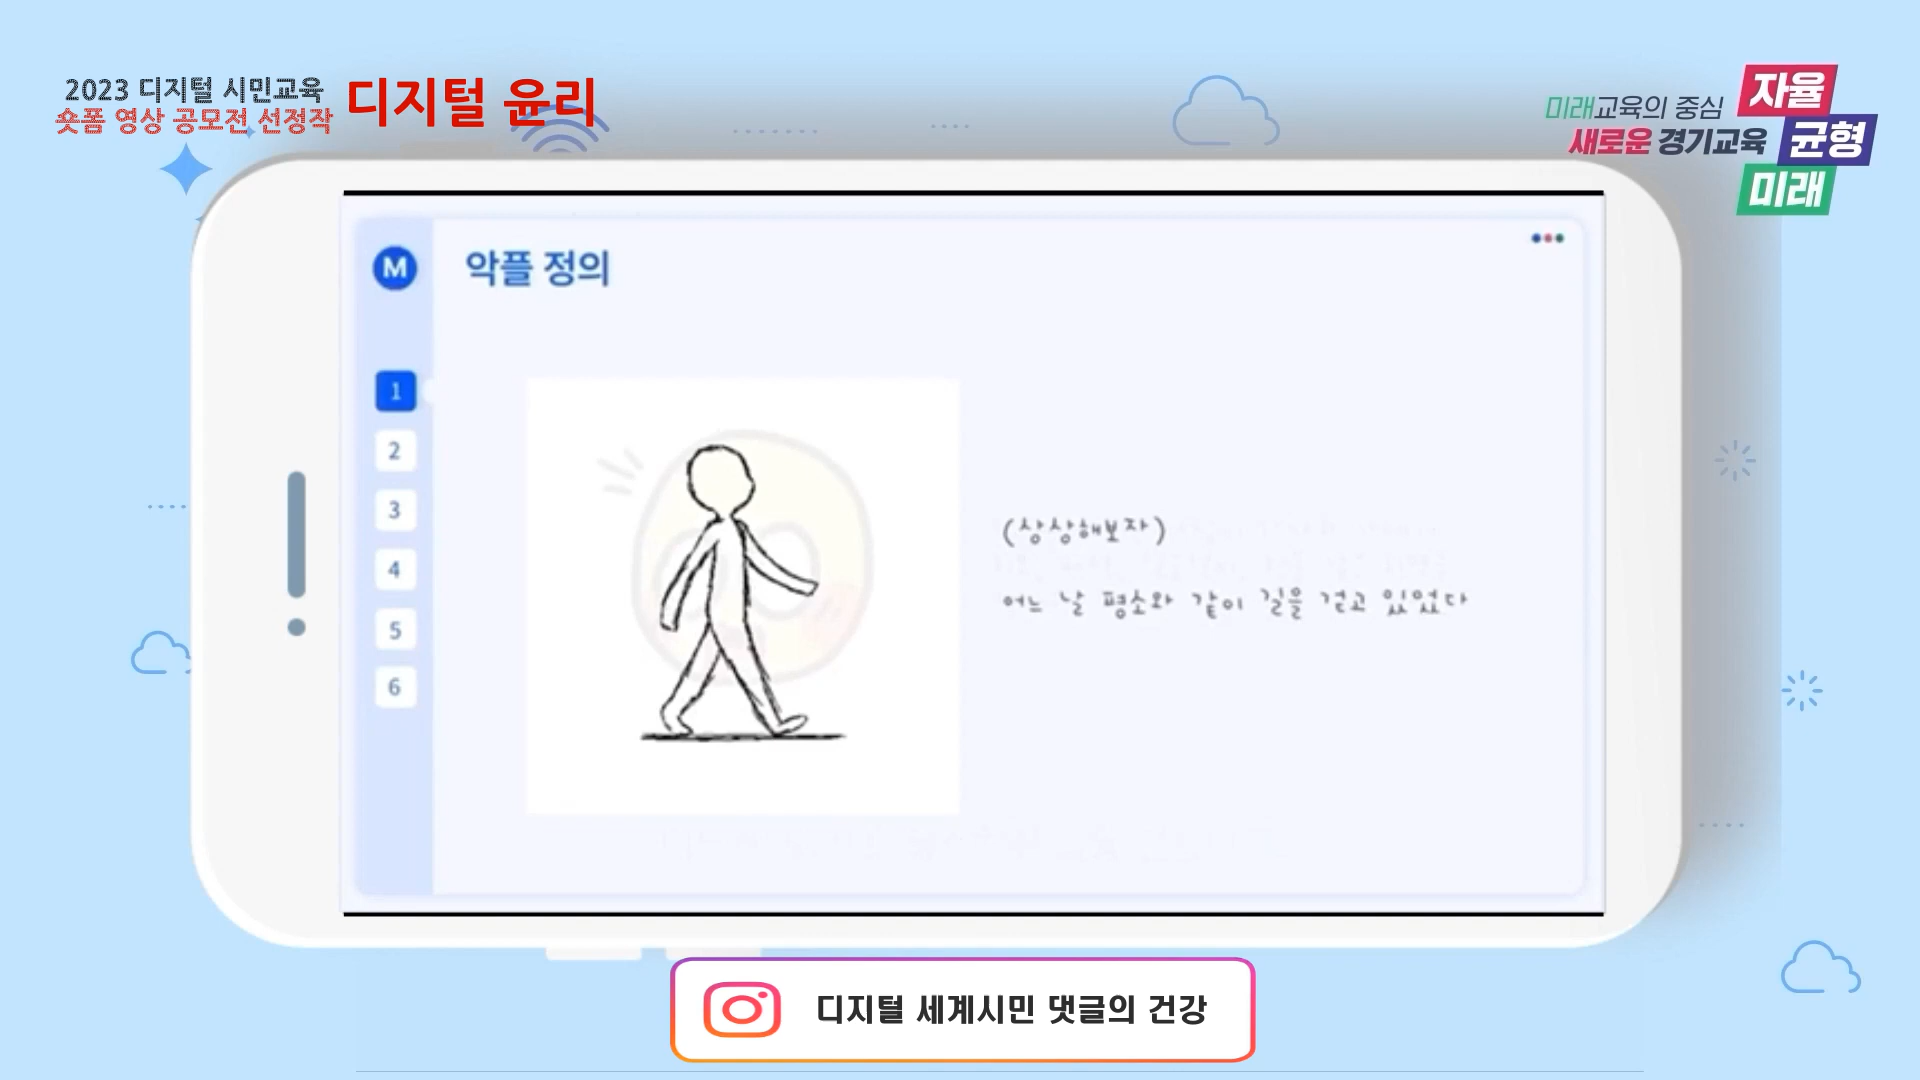 2023 디지털 시민교육
숏폼 영상 공모전 선정작
디지털 윤리
미래교육의 중심
새로운 경기교육
자율
균형
미래
M
악플 정의
1
2
3
4
5
6
(상상해보자)
어느 날 평소와 같이 길을 걷고 있었다
디지털 세계시민 댓글의 건강